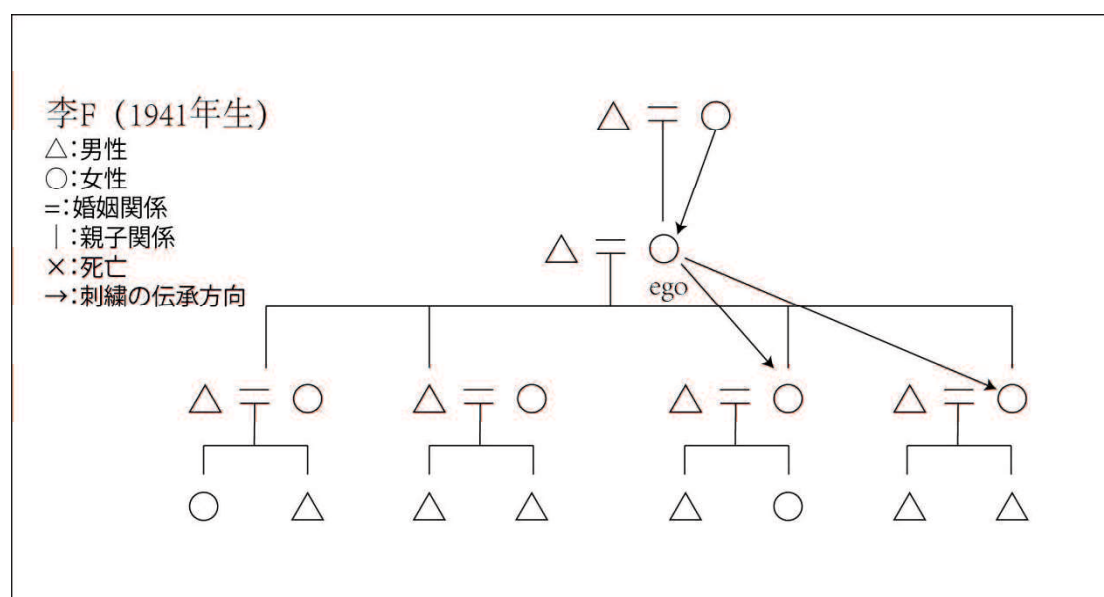 李F（1941年生）
△：男性
○：女性
=：婚姻関係
｜：親子関係
×：死亡
→：刺繍の伝承方向
ego